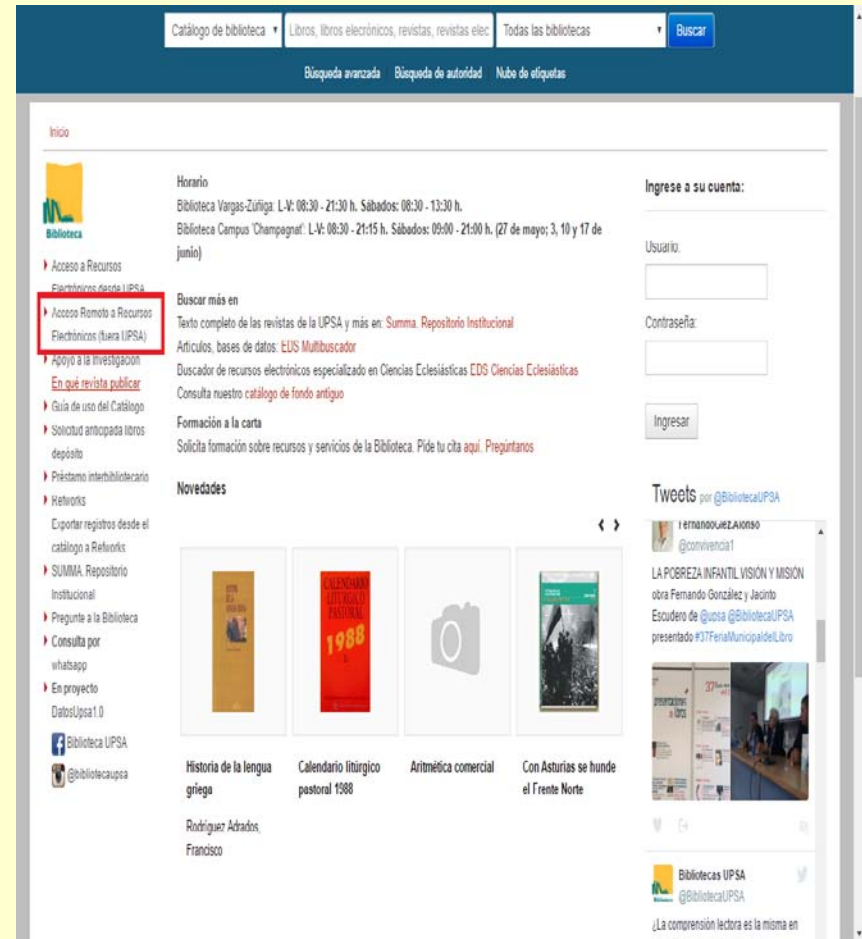 Catálogo de biblioteca
Libros, libros electrónicos, revistas, revistas elec
Todas las bibliotecas
Buscar
Búsqueda avanzada Búsqueda de autoridad Nube de etiquetas
Inicio
Biblioteca
Acceso a Recursos
Electrónicos desde UPSA
Acceso Remoto a Recursos
Electrónicos (fuera UPSA)
Apoyo a la Investigación
En qué revista publicar
Guía de uso del Catálogo
Solicitud anticipada libros
depósito
Préstamo interbibliotecario
Refworks
Exportar registros desde el
catálogo a Refworks
SUMMA. Repositorio
Institucional
Pregunte a la Biblioteca
Consulta por
whatsapp
En proyecto
DatosUpsa1.0
Biblioteca UPSA
@bibliotecaupsa
Horario
Biblioteca Vargas-Zúñiga: L-V: 08:30 - 21:30 h. Sábados: 08:30 - 13:30 h.
Biblioteca Campus 'Champagnat': L-V: 08:30 - 21:15 h. Sábados: 09:00 - 21:00 h. (27 de mayo; 3, 10 y 17 de
junio)
Buscar más en
Texto completo de las revistas de la UPSA y más en: Summa. Repositorio Institucional
Artículos, bases de datos: EDS Multibuscador
Buscador de recursos electrónicos especializado en Ciencias Eclesiásticas EDS Ciencias Eclesiásticas
Consulta nuestro catálogo de fondo antiguo
Formación a la carta
Solicita formación sobre recursos y servicios de la Biblioteca. Pide tu cita aquí. Pregúntanos
Novedades
CALENDARIO
LITURGICO
PASTORAL
1988
Historia de la lengua
griega
Rodríguez Adrados,
Francisco
Calendario litúrgico
pastoral 1988
Aritmética comercial
Con Asturias se hunde
el Frente Norte
Ingrese a su cuenta:
Usuario:
Contraseña:
Ingresar
Tweets por @BibliotecaUPSA
FernandoGlez.Alonso
@convivencia1
LA POBREZA INFANTIL VISIÓN Y MISIÓN
obra Fernando González y Jacinto
Escudero de @upsa @BibliotecaUPSA
presentado #37FeriaMunicipaldelLibro
presentaciones
de libros
Bibliotecas UPSA
@BibliotecaUPSA
¿La comprensión lectora es la misma en